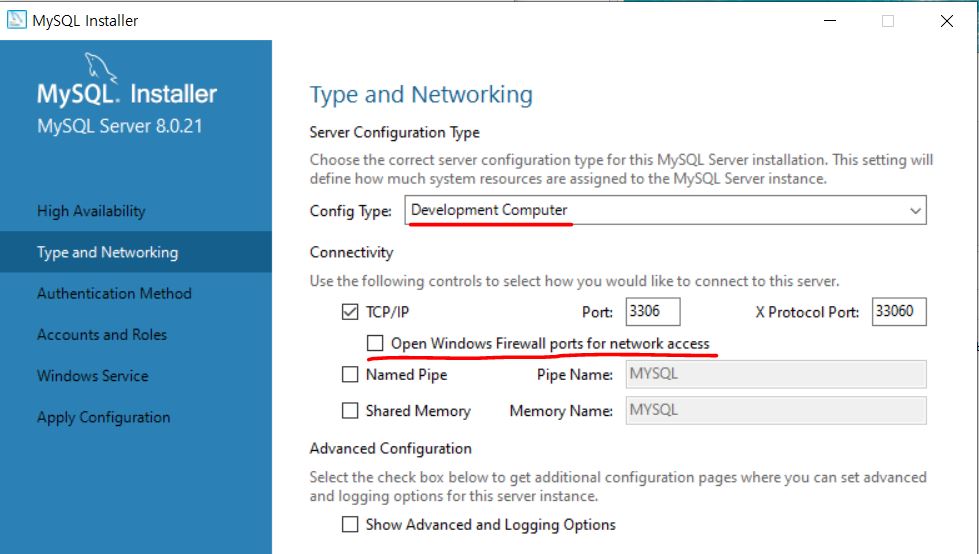 MySQL Installer
MySQL. Installer
MySQL Server 8.0.21
High Availability
Type and Networking
Authentication Method
Accounts and Roles
Windows Service
Apply Configuration
Type and Networking
Server Configuration Type
Choose the correct server configuration type for this MySQL Server installation. This setting will
define how much system resources are assigned to the MySQL Server instance.
Config Type: Development Computer
Connectivity
Use the following controls to select how you would like to connect to this server.
TCP/IP Port: 3306 X Protocol Port: 33060
Open Windows Firewall ports for network access
Named Pipe Pipe Name: MYSQL
Shared Memory Memory Name: MYSQL
Advanced Configuration
Select the check box below to get additional configuration pages where you can set advanced
and logging options for this server instance.
Show Advanced and Logging Options